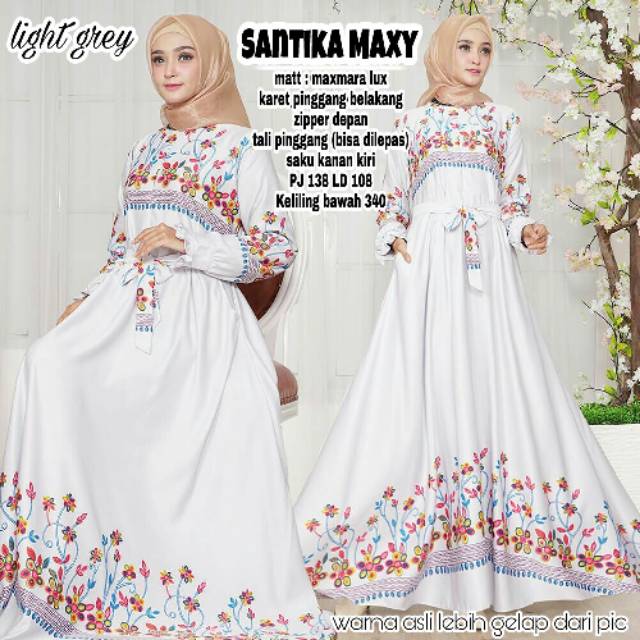 light grey
SANTIKA MAXY
matt : maxmara lux
karet pinggang belakang
zipper depan
tali pinggang (bisa dilepas)
saku kanan kiri
PJ 138 LD 108
Keliling bawah 340
warna asli lebih gelap dari pic